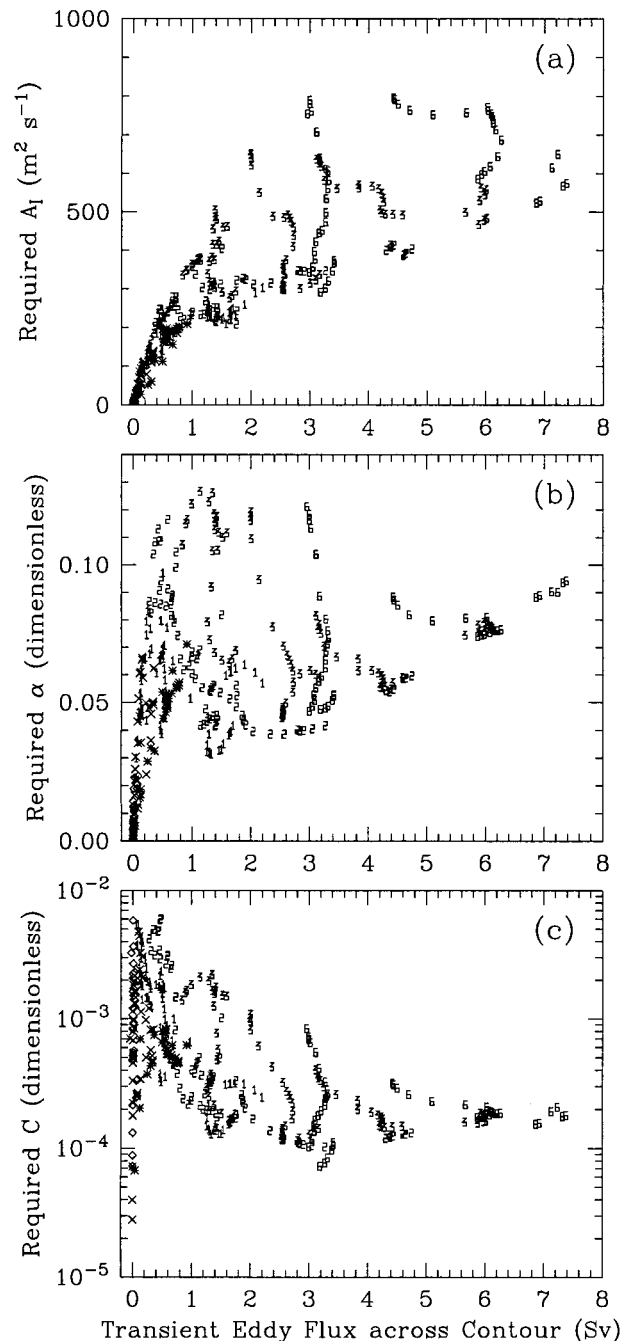 1000
(a)
Required A_I (m² s⁻¹)
500
0
0 1 2 3 4 5 6 7 8
(b)
Required α (dimensionless)
0.10
0.05
0.00
0 1 2 3 4 5 6 7 8
10⁻²
(c)
Required C (dimensionless)
10⁻³
10⁻⁴
10⁻⁵
0 1 2 3 4 5 6 7 8
Transient Eddy Flux across Contour (Sv)